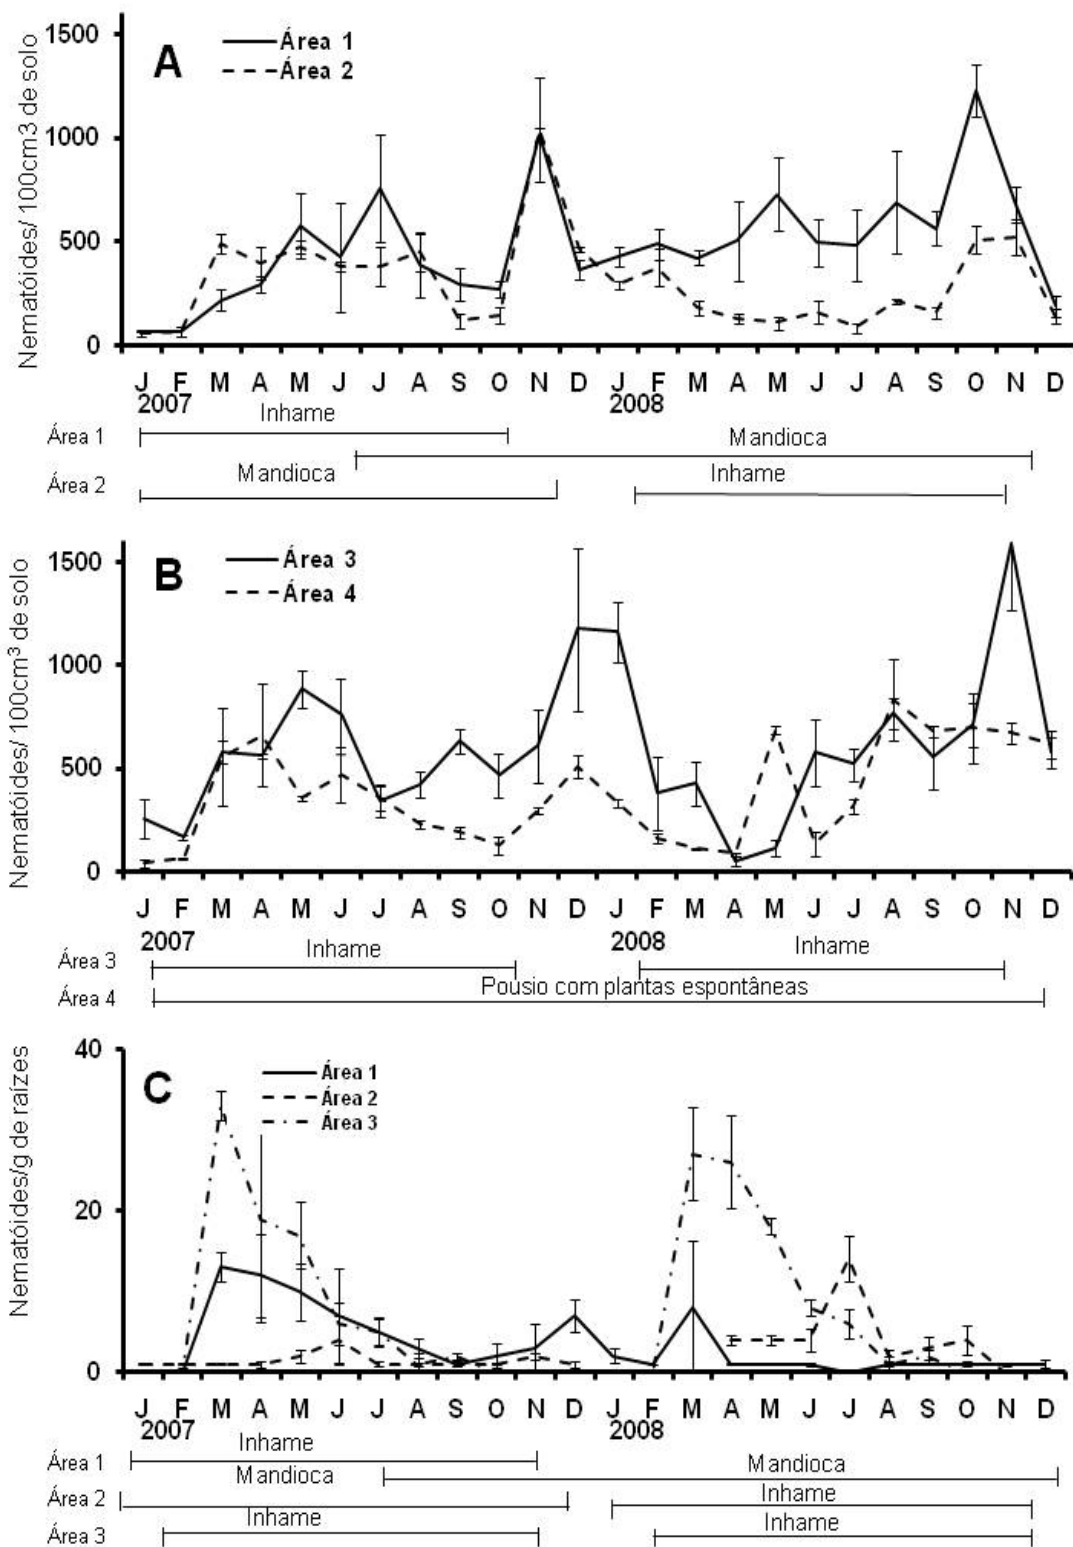 Nematóides/ 100cm3 de solo
1500
1000
500
0
A
Área 1
Área 2
J F M A M J J A S O N D J F M A M J J A S O N D
2007 2008
Inhame
Área 1
Mandioca
Mandioca
Inhame
Área 2
Nematóides/ 100cm³ de solo
1500
1000
500
0
B
Área 3
Área 4
J F M A M J J A S O N D J F M A M J J A S O N D
2007 2008
Inhame Inhame
Área 3
Pousio com plantas espontâneas
Área 4
Nematóides/g de raízes
40
20
0
C
Área 1
Área 2
Área 3
J F M A M J J A S O N D J F M A M J J A S O N D
2007 2008
Inhame
Área 1
Mandioca Mandioca
Área 2
Inhame
Inhame
Área 3
Inhame